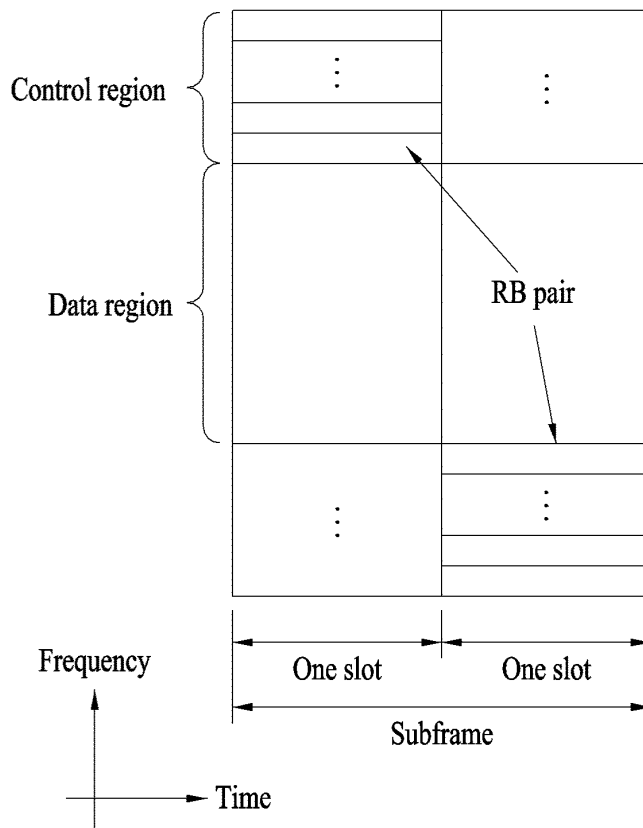 Control region
Data region
RB pair
One slot
One slot
Subframe
Frequency
Time